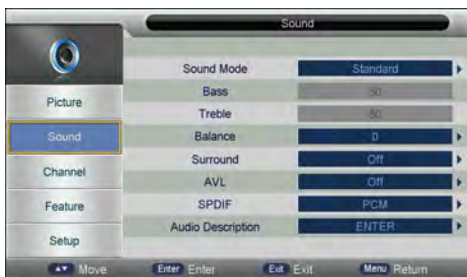 Sound
Picture
Sound
Channel
Feature
Setup
Sound Mode Standard
Bass 50
Treble 50
Balance 0
Surround Off
AVL Off
SPDIF PCM
Audio Description ENTER
Move Enter Enter Exit Exit Menu Return